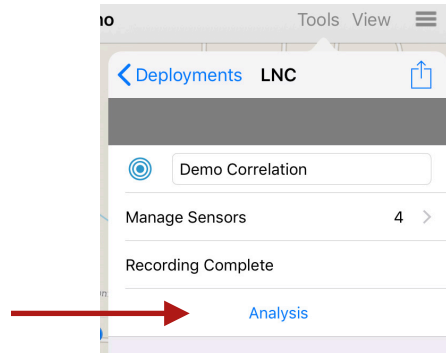 no Tools View
Deployments LNC
Demo Correlation
Manage Sensors 4
Recording Complete
Analysis